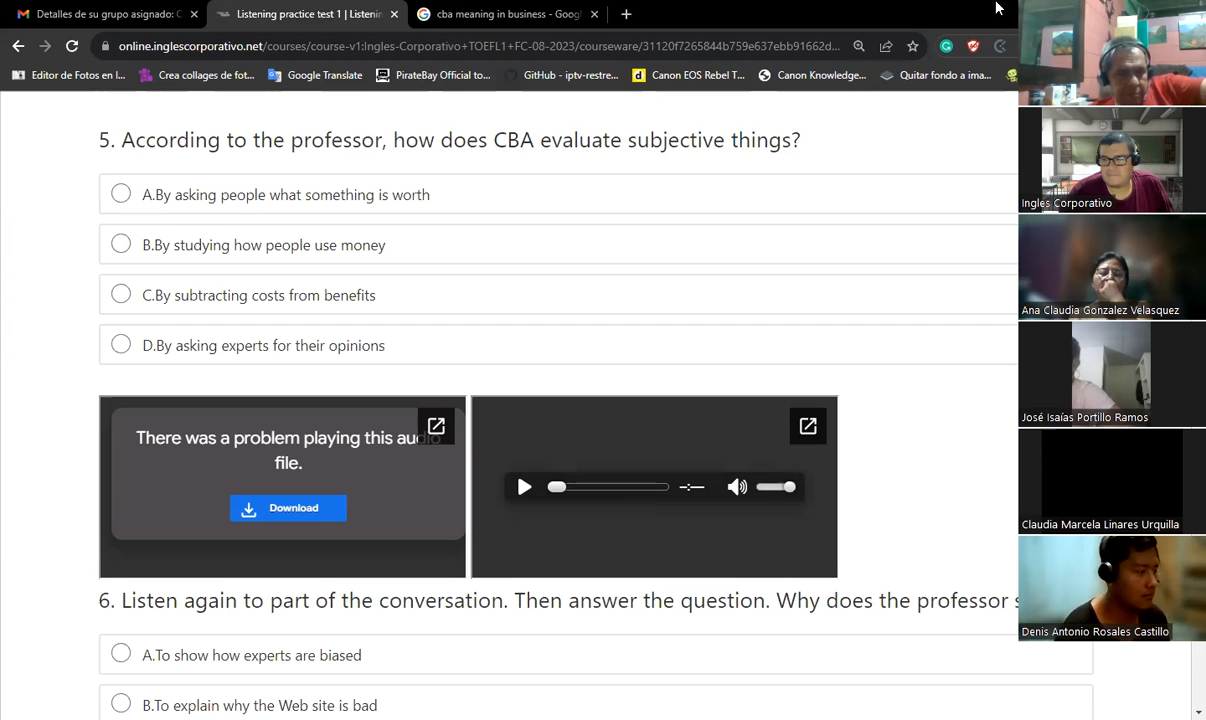 Detalles de su grupo asignado: C
Listening practice test 1 | Listenin
cba meaning in business - Goog
online.inglescorporativo.net/courses/course-v1:Ingles-Corporativo+TOEFL1+FC-08-2023/courseware/31120f7265844b759e637ebb91662d...
Editor de Fotos en l...
Crea collages de fot...
Google Translate
PirateBay Official to...
GitHub - iptv-restre...
Canon EOS Rebel T...
Canon Knowledge...
Quitar fondo a ima...
5. According to the professor, how does CBA evaluate subjective things?
A.By asking people what something is worth
B.By studying how people use money
C.By subtracting costs from benefits
D.By asking experts for their opinions
There was a problem playing this audio
file.
Download
-:--
6. Listen again to part of the conversation. Then answer the question. Why does the professor s
A.To show how experts are biased
B.To explain why the Web site is bad
Ingles Corporativo
Ana Claudia Gonzalez Velasquez
José Isaías Portillo Ramos
Claudia Marcela Linares Urquilla
Denis Antonio Rosales Castillo